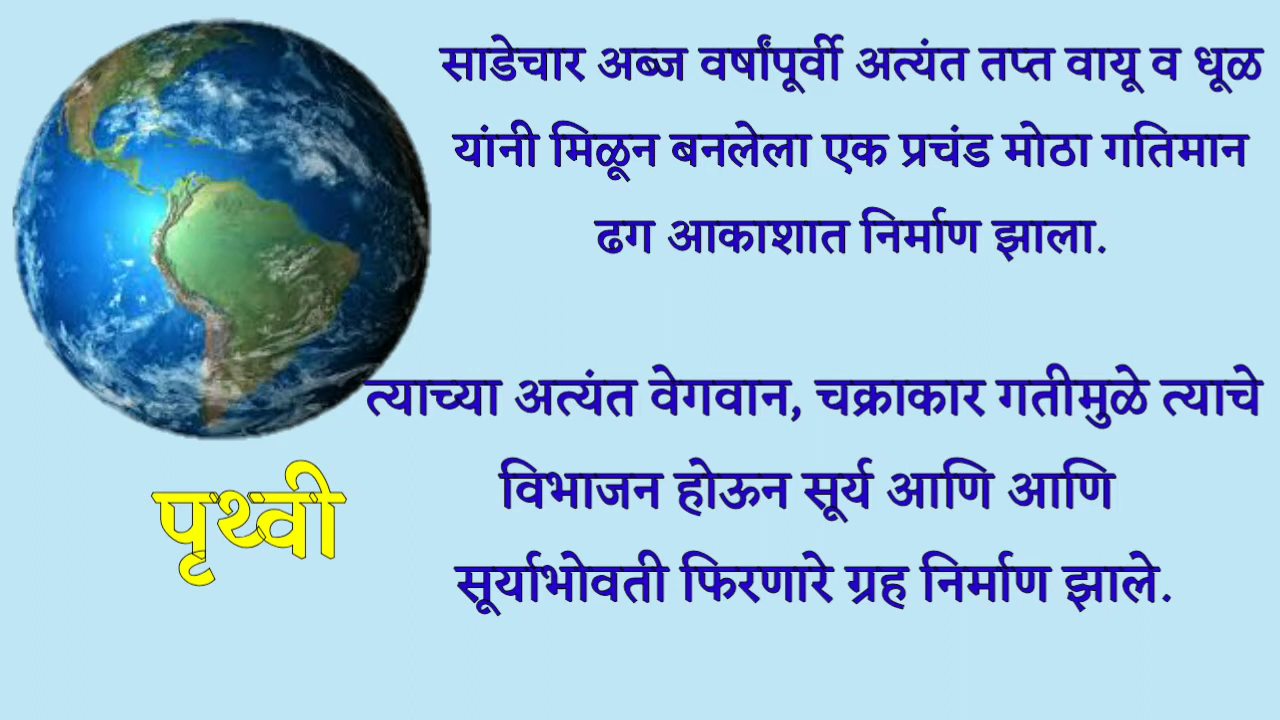 साडेचार अब्ज वर्षांपूर्वी अत्यंत तप्त वायू व धूळ
यांनी मिळून बनलेला एक प्रचंड मोठा गतिमान
ढग आकाशात निर्माण झाला.
त्याच्या अत्यंत वेगवान, चक्राकार गतीमुळे त्याचे
विभाजन होऊन सूर्य आणि आणि
सूर्याभोवती फिरणारे ग्रह निर्माण झाले.
पृथ्वी